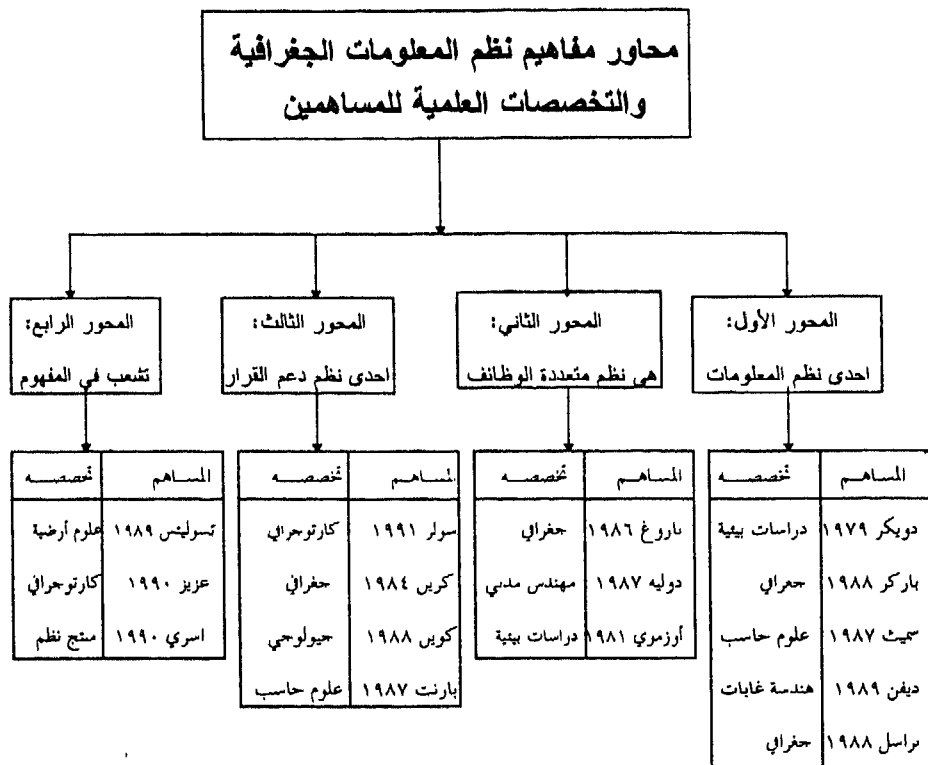 محاور مفاهيم نظم المعلومات الجغرافية
والتخصصات العلمية للمساهمين
المحور الأول:
احدى نظم المعلومات
المساهم تخصصه
دويكر ١٩٧٩ دراسات بيئية
باركر ١٩٨٨ جغرافي
سميث ١٩٨٧ علوم حاسب
ديفن ١٩٨٩ هندسة غابات
براسل ١٩٨٨ جغرافي
المحور الثاني:
هي نظم متعددة الوظائف
المساهم تخصصه
باروغ ١٩٨٦ جغرافي
دوليه ١٩٨٧ مهندس مدني
أوزموي ١٩٨١ دراسات بيئية
المحور الثالث:
احدى نظم دعم القرار
المساهم تخصصه
سولر ١٩٩١ كارتوجرافي
كرين ١٩٨٤ جغرافي
كوين ١٩٨٨ جيولوجي
بارنت ١٩٨٧ علوم حاسب
المحور الرابع:
تشعب في المفهوم
المساهم تخصصه
تسوليتس ١٩٨٩ علوم أرضية
عزيز ١٩٩٠ كارتوجرافي
اسري ١٩٩٠ منتج نظم